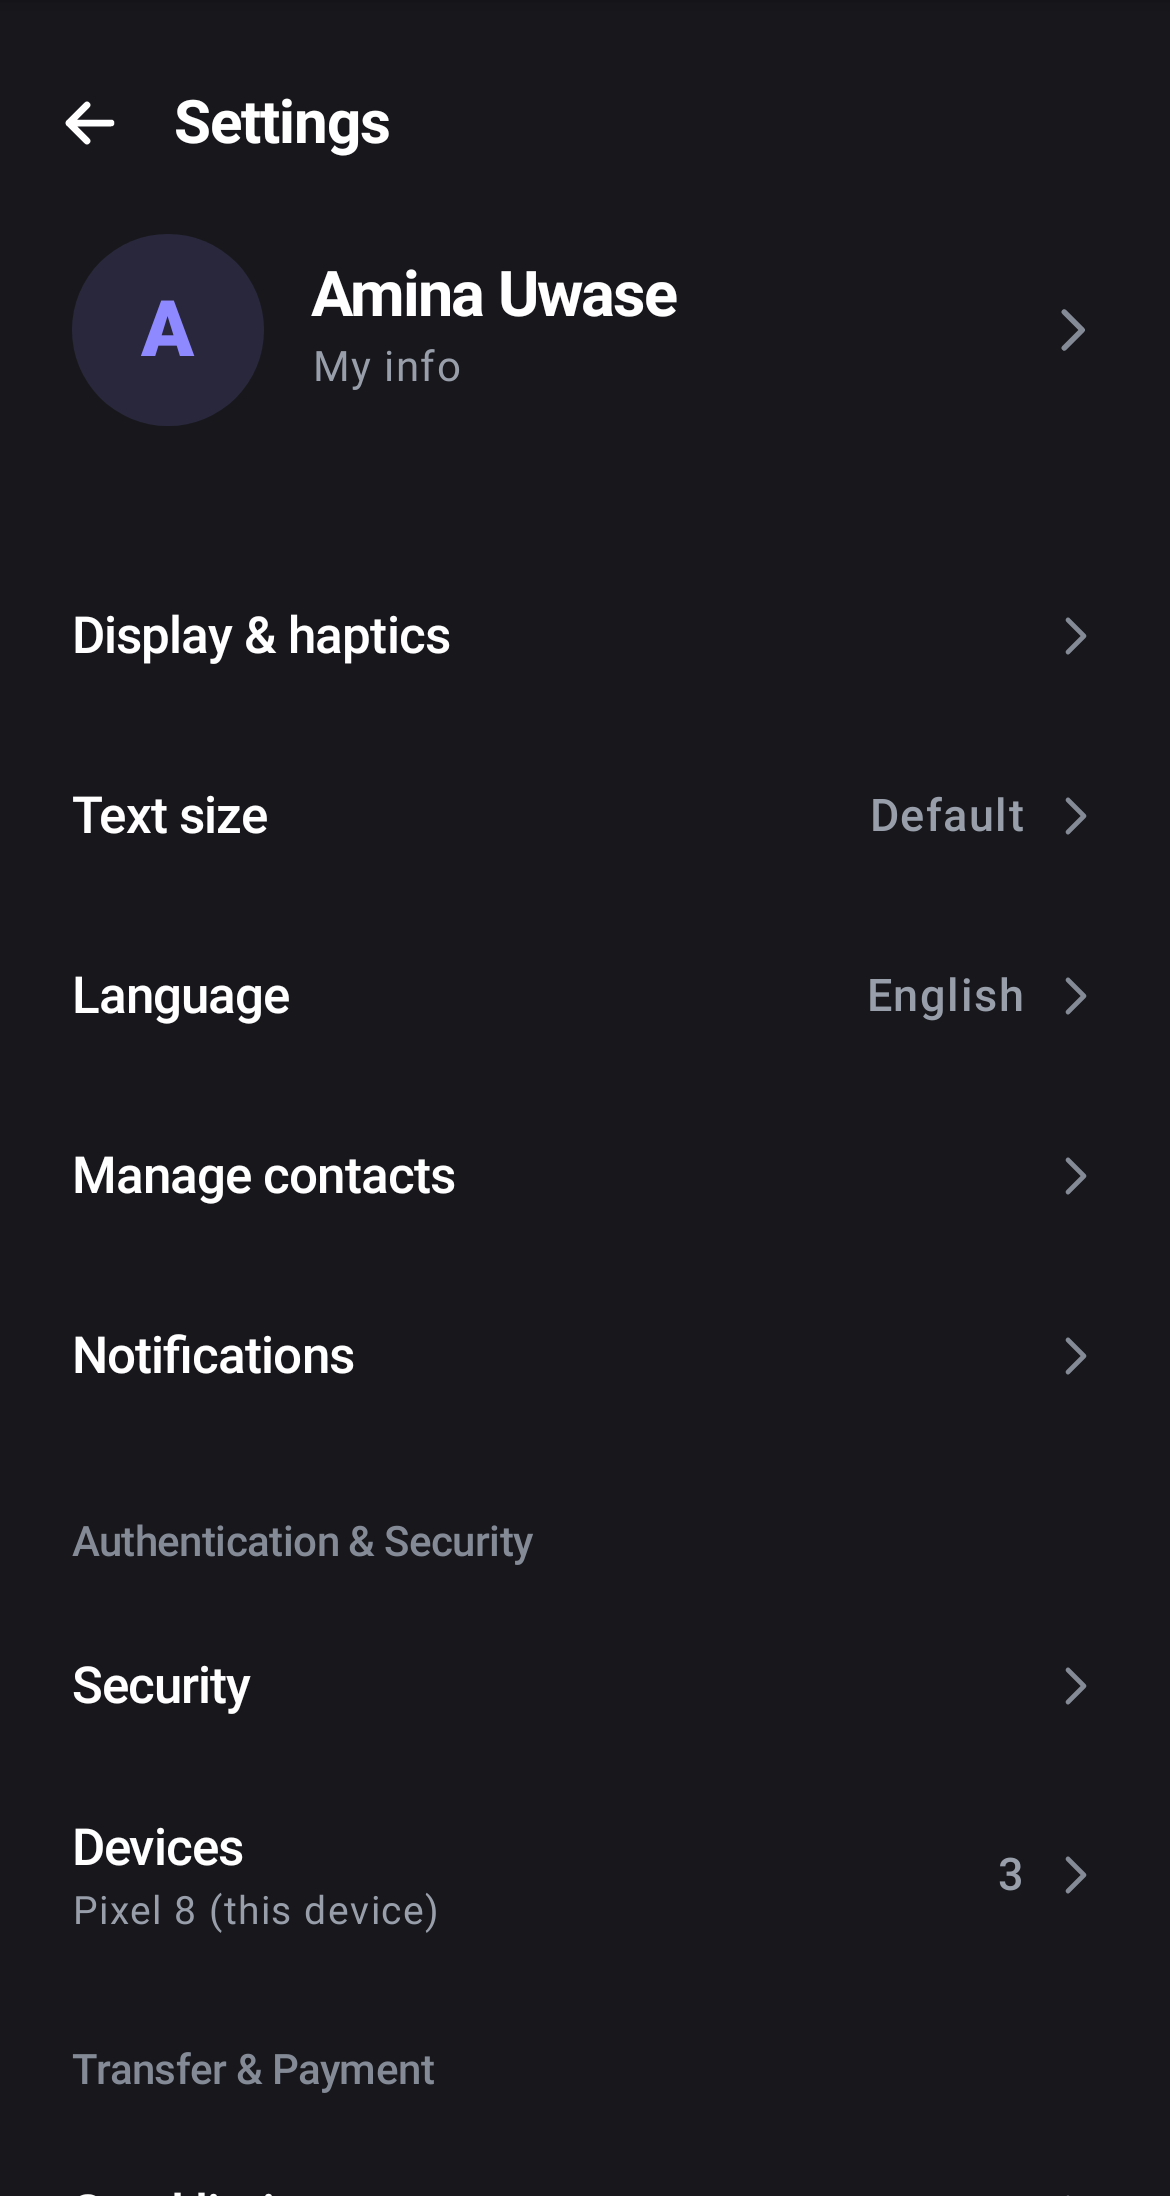 Settings
A
Amina Uwase
My info
Display & haptics
Text size
Default
Language
English
Manage contacts
Notifications
Authentication & Security
Security
Devices
3
Pixel 8 (this device)
Transfer & Payment